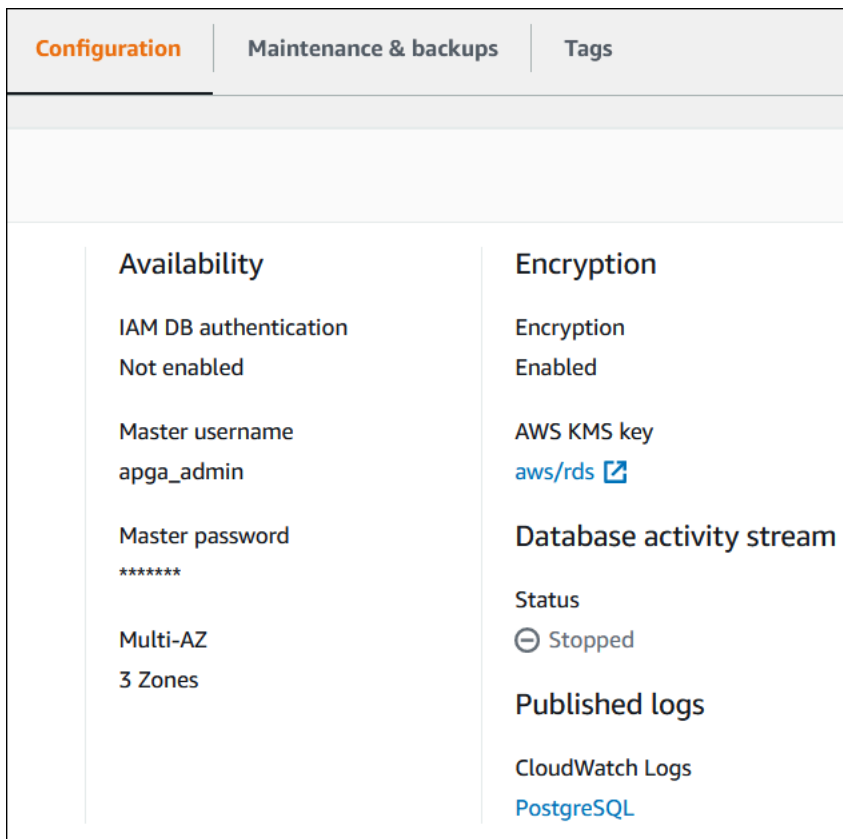 Configuration
Maintenance & backups
Tags
Availability
IAM DB authentication
Not enabled
Master username
apga_admin
Master password
*******
Multi-AZ
3 Zones
Encryption
Encryption
Enabled
AWS KMS key
aws/rds
Database activity stream
Status
Stopped
Published logs
CloudWatch Logs
PostgreSQL